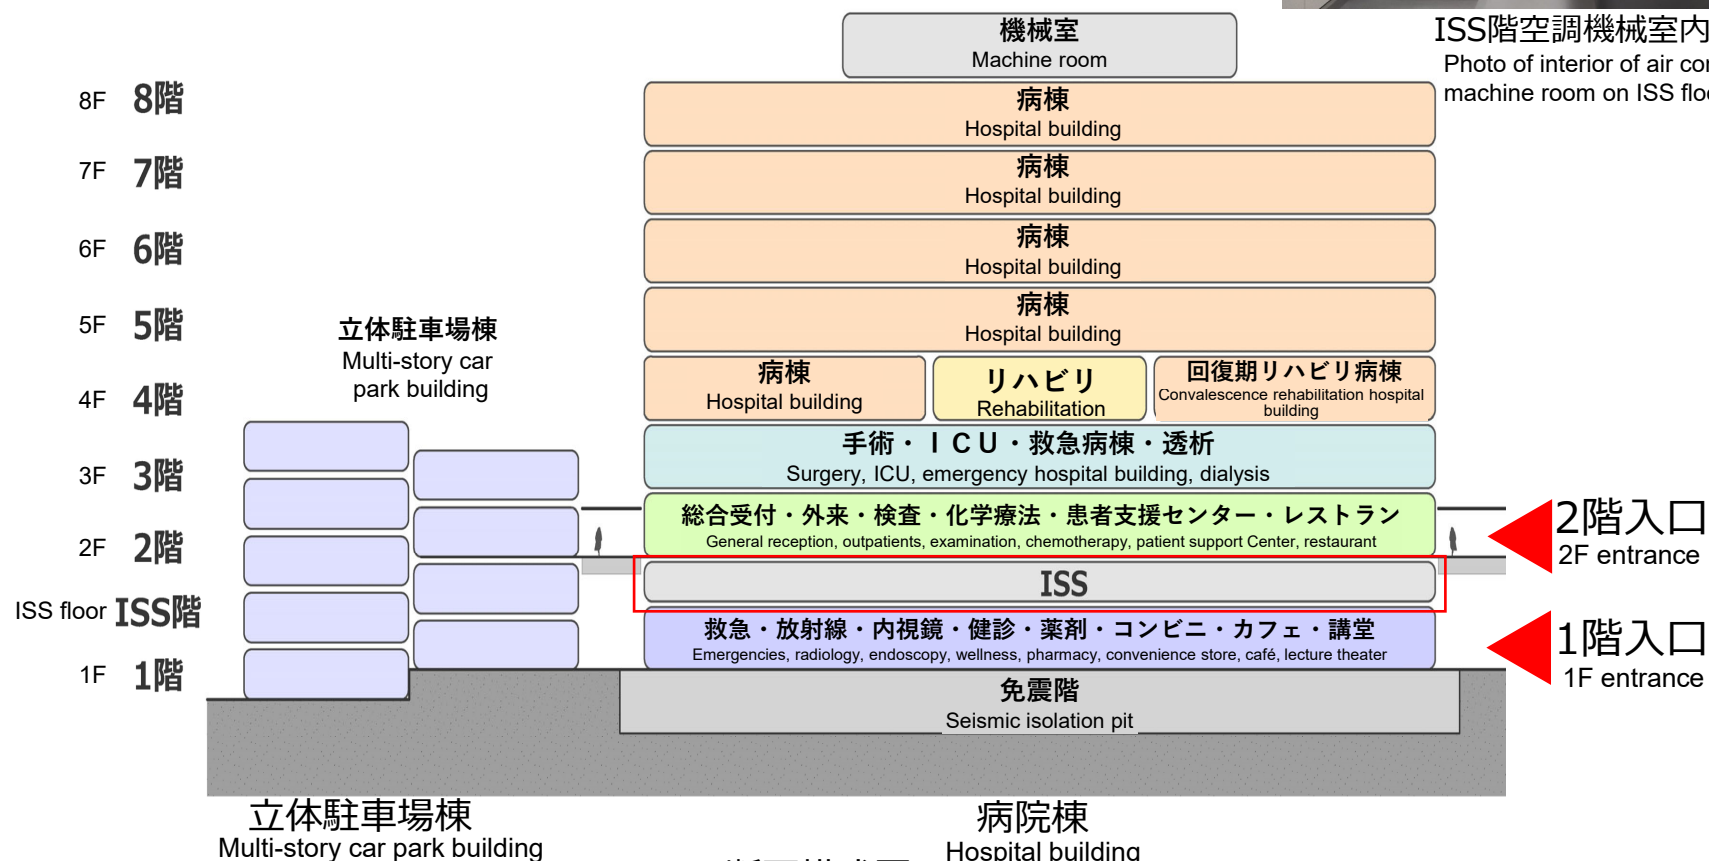 機械室
Machine room
ISS階空調機械室内
Photo of interior of air
machine room on ISS
8F 8階
病棟
Hospital building
7F 7階
病棟
Hospital building
6F 6階
病棟
Hospital building
5F 5階
病棟
Hospital building
立体駐車場棟
Multi-story car
park building
4F 4階
病棟
Hospital building
リハビリ
Rehabilitation
回復期リハビリ病棟
Convalescence rehabilitation hospital
building
3F 3階
手術・ＩＣＵ・救急病棟・透析
Surgery, ICU, emergency hospital building, dialysis
2F 2階
総合受付・外来・検査・化学療法・患者支援センター・レストラン
General reception, outpatients, examination, chemotherapy, patient support Center, restaurant
2階入口
2F entrance
ISS floor ISS階
ISS
1F 1階
救急・放射線・内視鏡・健診・薬剤・コンビニ・カフェ・講堂
Emergencies, radiology, endoscopy, wellness, pharmacy, convenience store, café, lecture theater
1階入口
1F entrance
免震階
Seismic isolation pit
立体駐車場棟
Multi-story car park building
病院棟
Hospital building